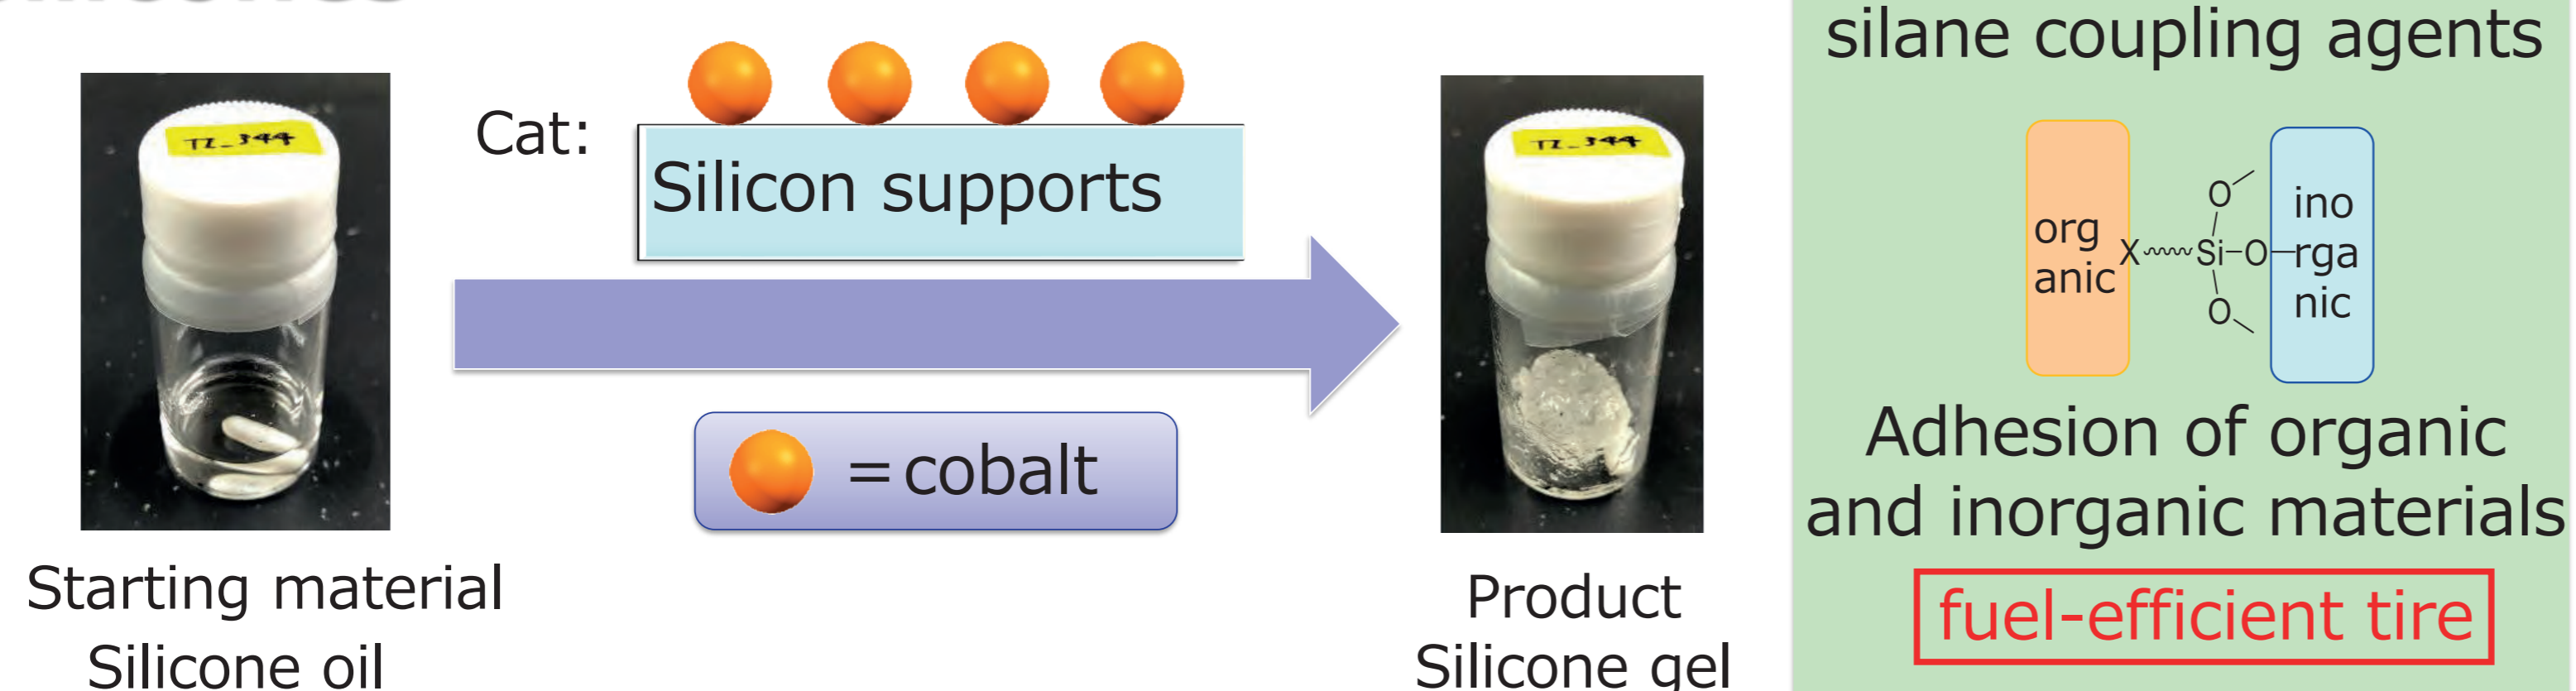 TZ_344
Cat:
Silicon supports
= cobalt
Starting material
Silicone oil
TZ_344
Product
Silicone gel
silane coupling agents
org
anic
X
Si
O
O
O
ino
rga
nic
Adhesion of organic
and inorganic materials
fuel-efficient tire